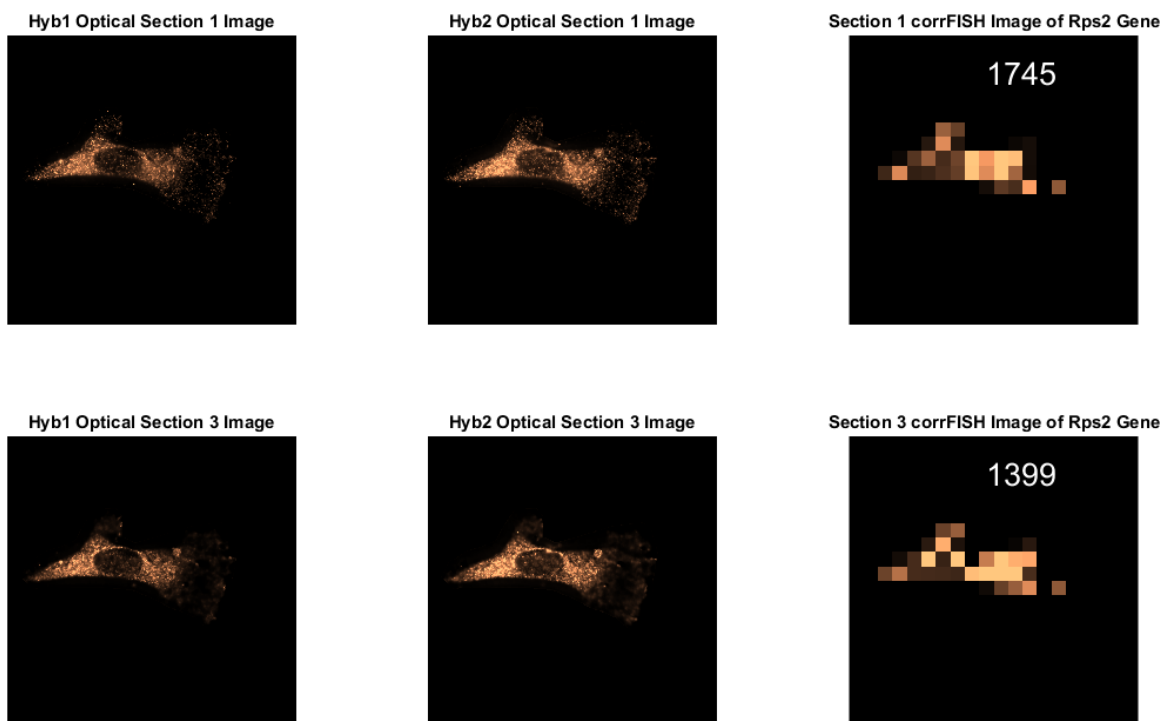 Hyb1 Optical Section 1 Image
Hyb2 Optical Section 1 Image
Section 1 corrFISH Image of Rps2 Gene
1745
Hyb1 Optical Section 3 Image
Hyb2 Optical Section 3 Image
Section 3 corrFISH Image of Rps2 Gene
1399